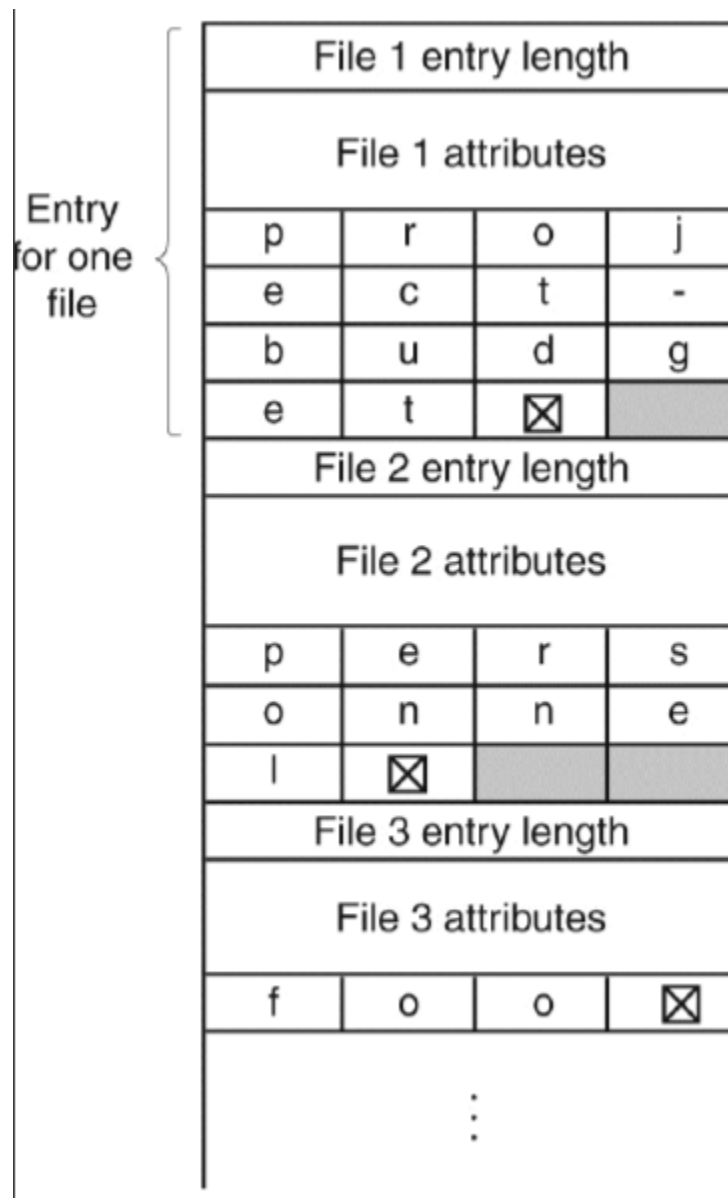 File 1 entry length
File 1 attributes
Entry
for one
file
p r o j
e c t -
b u d g
e t ☒
File 2 entry length
File 2 attributes
p e r s
o n n e
l ☒
File 3 entry length
File 3 attributes
f o o ☒
⋮